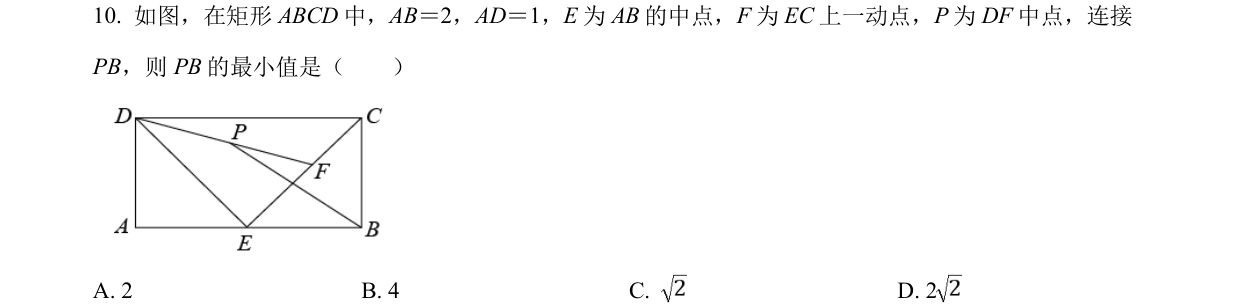 10. 如图，在矩形 ABCD 中，AB＝2，AD＝1，E 为 AB 的中点，F 为 EC 上一动点，P 为 DF 中点，连接
PB，则 PB 的最小值是（　　）
D
C
P
F
A
B
E
A. 2 B. 4 C. √2 D. 2√2